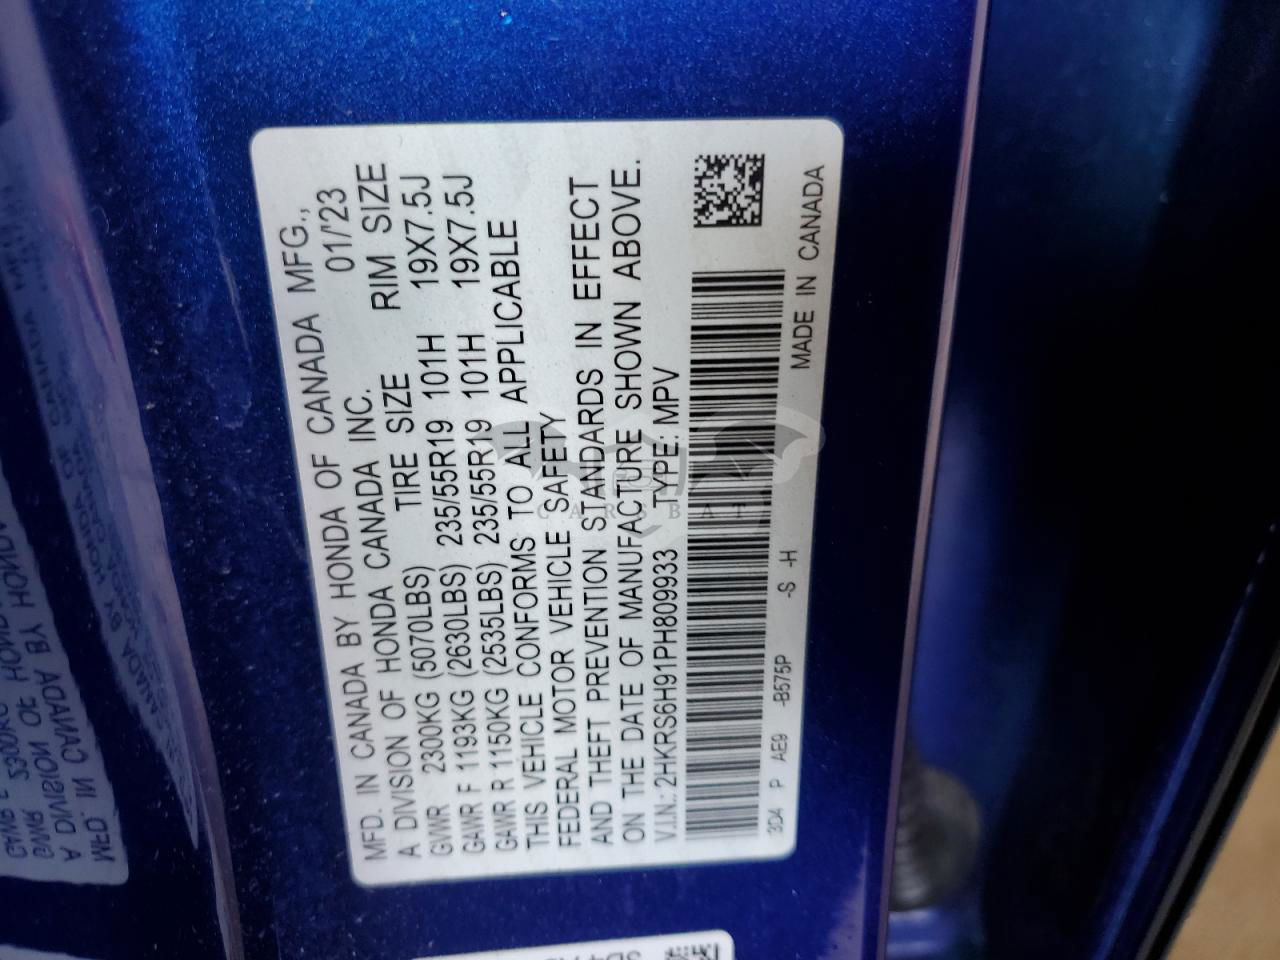 MFD. IN CANADA BY HONDA OF CANADA MFG.,
A DIVISION OF HONDA CANADA INC. 01/'23
TIRE SIZE RIM SIZE
GVWR 2300KG (5070LBS)
GAWR F 1193KG (2630LBS) 235/55R19 101H 19X7.5J
GAWR R 1150KG (2535LBS) 235/55R19 101H 19X7.5J
THIS VEHICLE CONFORMS TO ALL APPLICABLE
FEDERAL MOTOR VEHICLE SAFETY
AND THEFT PREVENTION STANDARDS IN EFFECT
ON THE DATE OF MANUFACTURE SHOWN ABOVE.
V.I.N.: 2HKRS6H91PH809933 TYPE: MPV
3D4 P AE9 -B575P -S -H MADE IN CANADA
CARSBAT